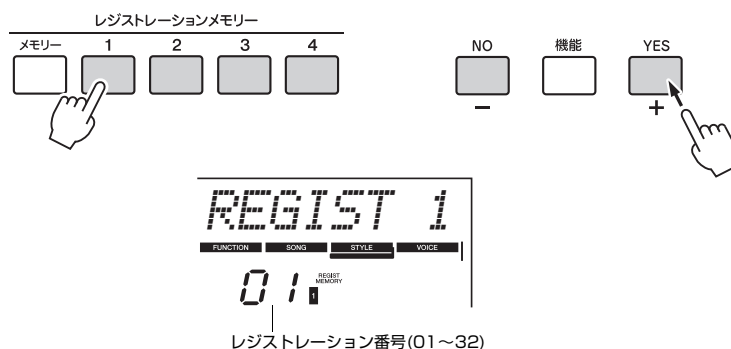 レジストレーションメモリー
メモリー 1 2 3 4 NO 機能 YES
− +
REGIST 1
FUNCTION SONG STYLE VOICE
01 REGIST MEMORY 1
レジストレーション番号(01～32)